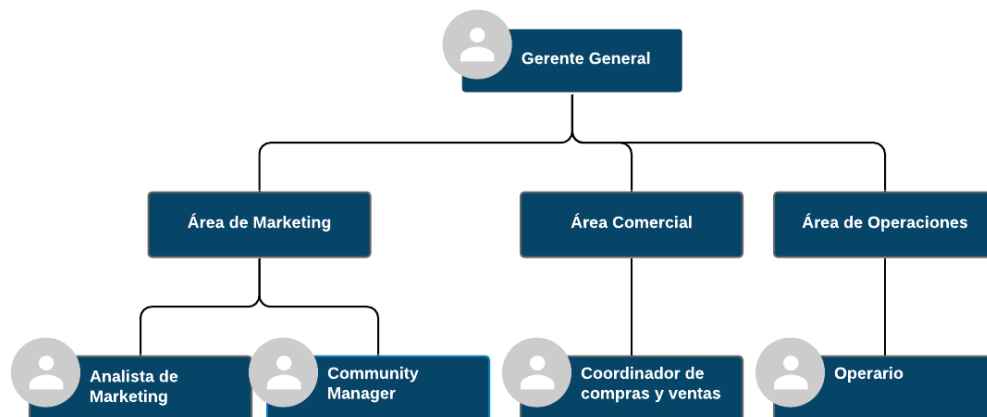 Gerente General
Área de Marketing
Área Comercial
Área de Operaciones
Analista de
Marketing
Community
Manager
Coordinador de
compras y ventas
Operario